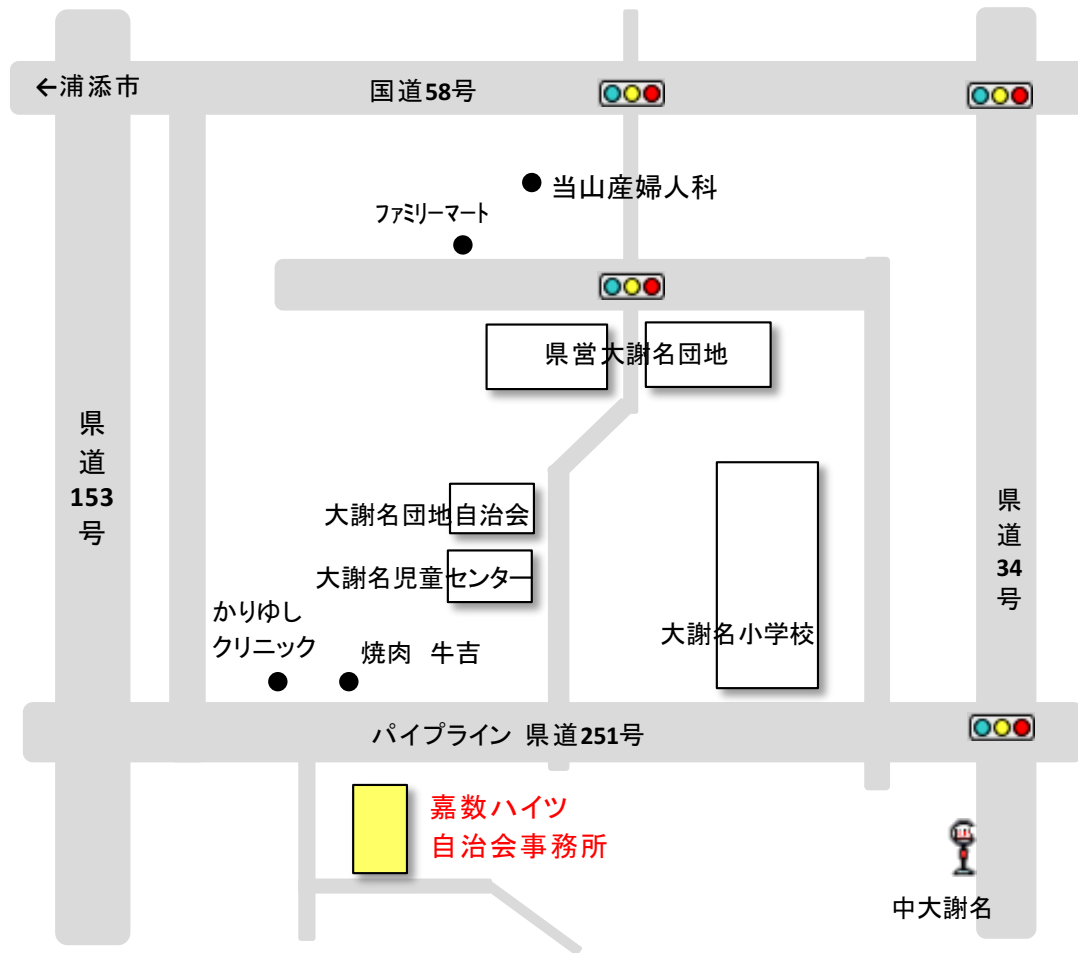 ←浦添市
国道58号
当山産婦人科
ファミリーマート
県営大謝名団地
県
道
153
号
大謝名団地自治会
県
道
34
号
大謝名児童センター
かりゆし
クリニック
焼肉　牛吉
大謝名小学校
パイプライン 県道251号
嘉数ハイツ
自治会事務所
中大謝名